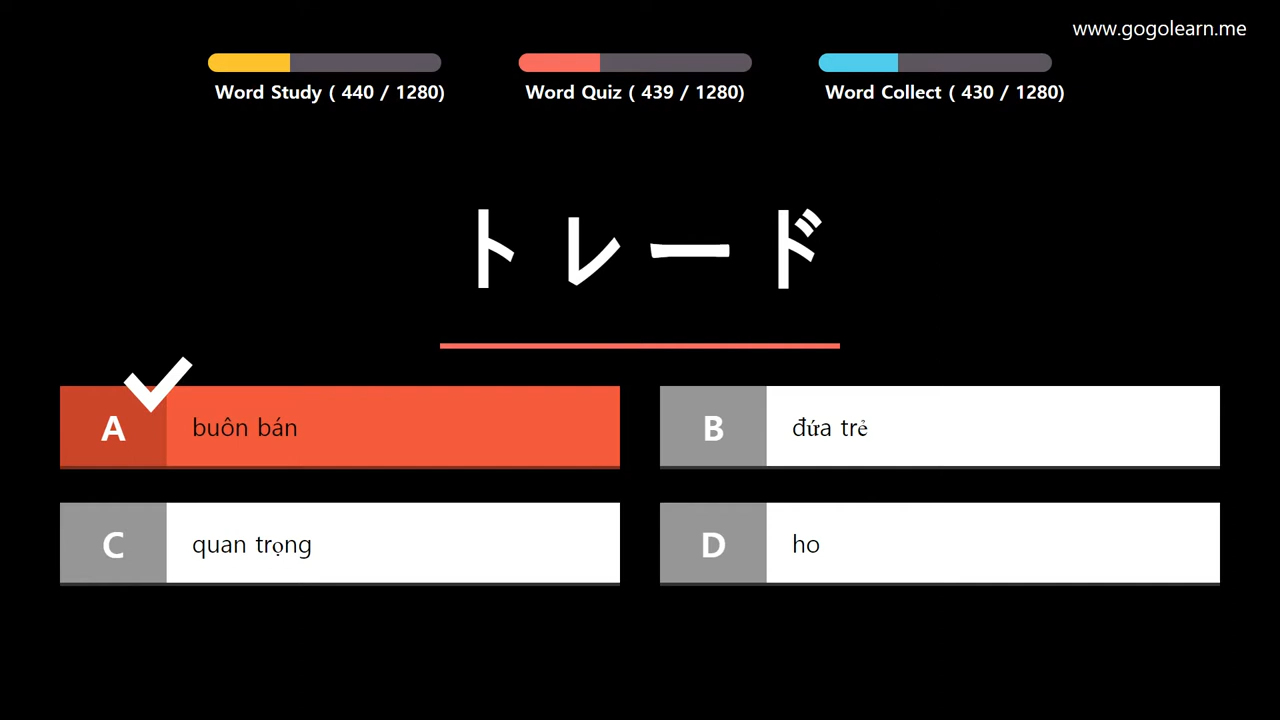 www.gogolearn.me
Word Study ( 440 / 1280)
Word Quiz ( 439 / 1280)
Word Collect ( 430 / 1280)
トレード
A buôn bán
B đứa trẻ
C quan trọng
D ho